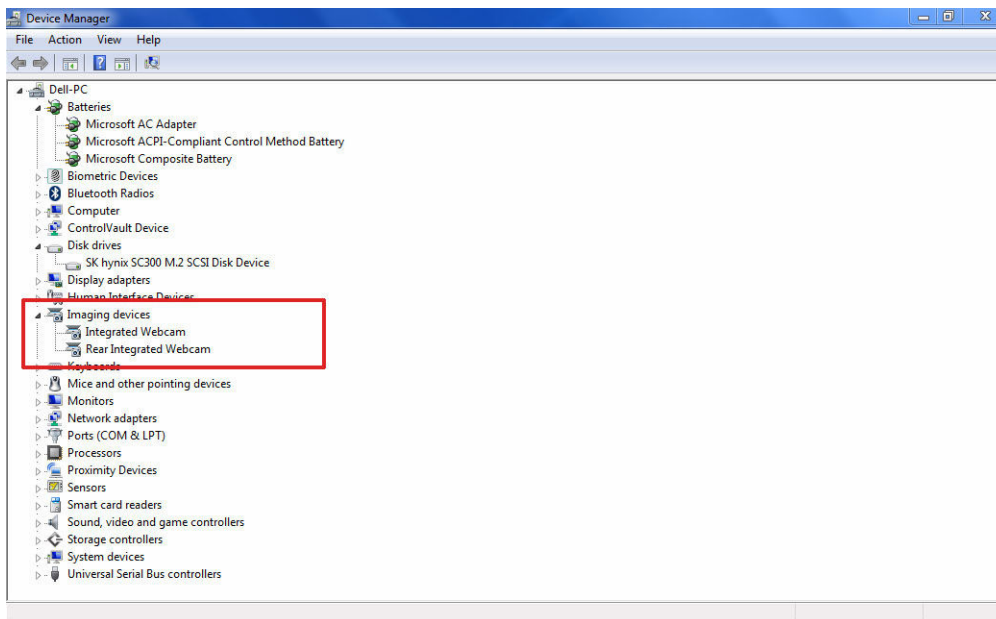 Device Manager
File Action View Help
Dell-PC
Batteries
Microsoft AC Adapter
Microsoft ACPI-Compliant Control Method Battery
Microsoft Composite Battery
Biometric Devices
Bluetooth Radios
Computer
ControlVault Device
Disk drives
SK hynix SC300 M.2 SCSI Disk Device
Display adapters
Human Interface Devices
Imaging devices
Integrated Webcam
Rear Integrated Webcam
Keyboards
Mice and other pointing devices
Monitors
Network adapters
Ports (COM & LPT)
Processors
Proximity Devices
Sensors
Smart card readers
Sound, video and game controllers
Storage controllers
System devices
Universal Serial Bus controllers